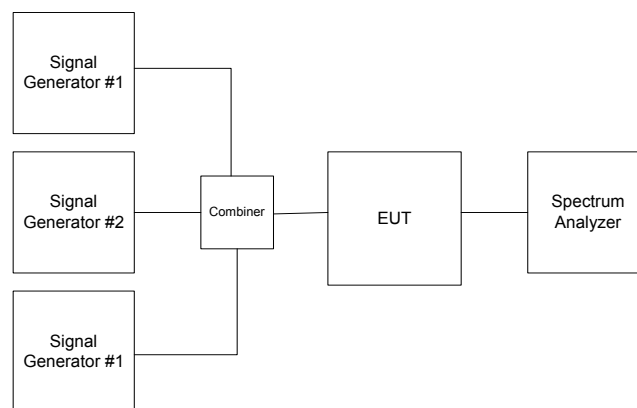 Signal
Generator #1
Signal
Generator #2
Combiner
EUT
Spectrum
Analyzer
Signal
Generator #1